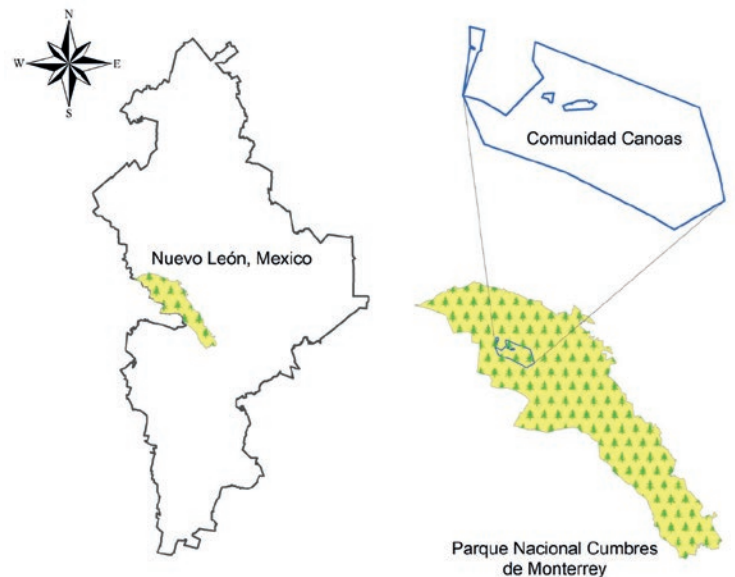 N
W E
S
Nuevo León, Mexico
Comunidad Canoas
Parque Nacional Cumbres
de Monterrey